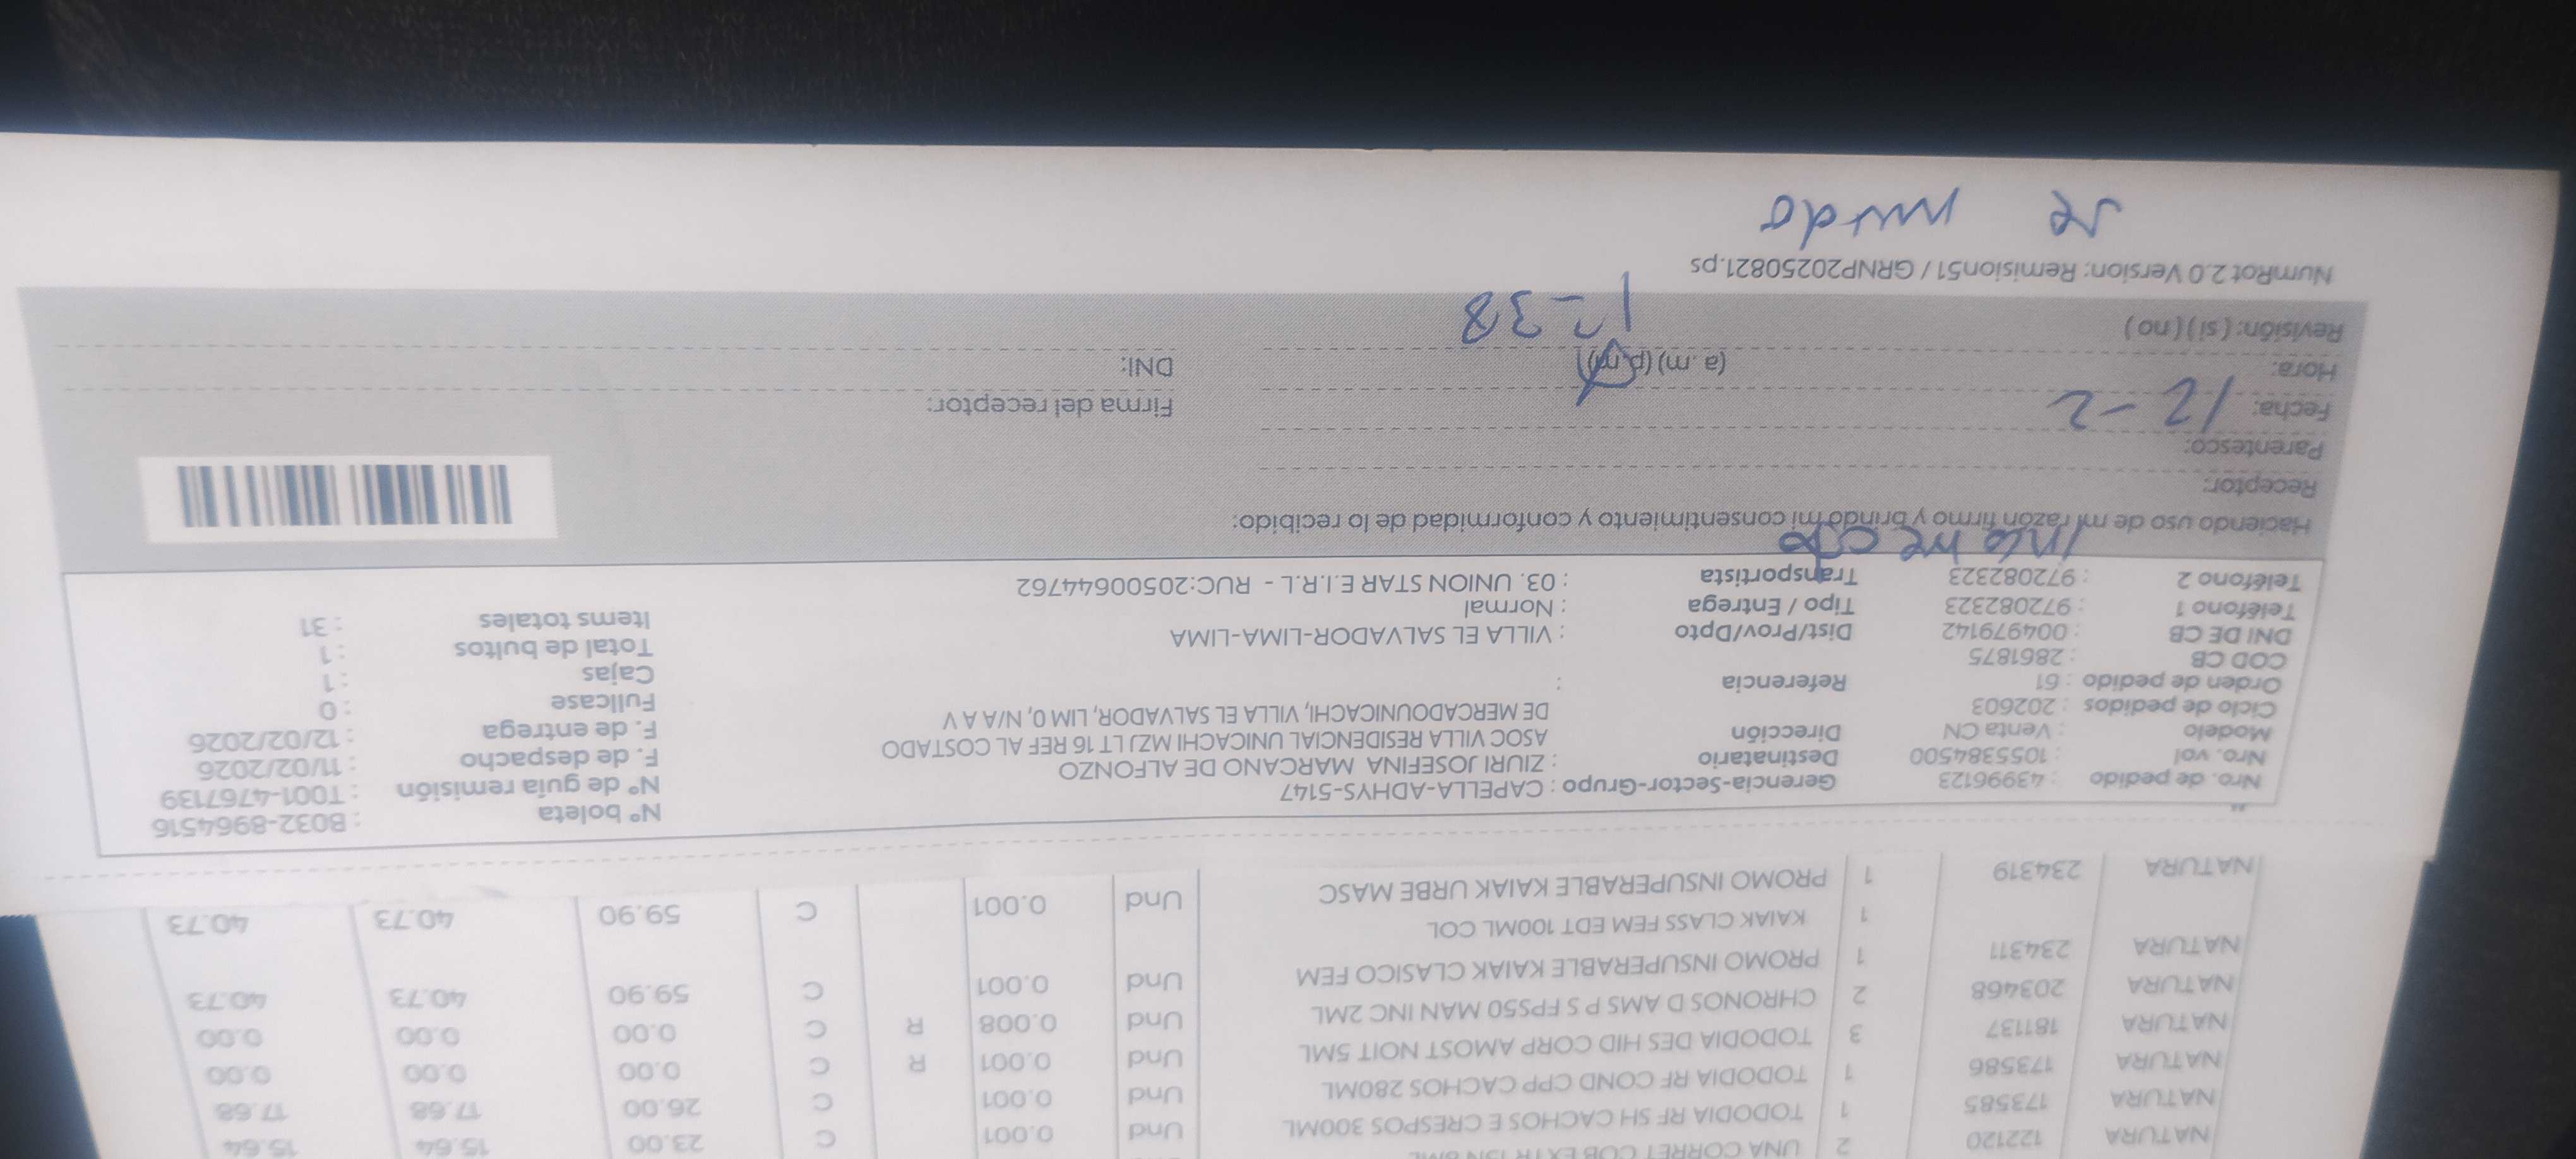 NATURA 122120 2 UNA CORRET COB EXTR
NATURA 173585 1 TODODIA RF SH CACHOS E CRESPOS 300ML Und 0.001 C 23.00 15.64 15.64
NATURA 173586 1 TODODIA RF COND CPP CACHOS 280ML Und 0.001 C 26.00 17.68 17.68
NATURA 181137 3 TODODIA DES HID CORP AMOST NOIT 5ML Und 0.001 R C 0.00 0.00 0.00
NATURA 203468 2 CHRONOS D AMS P S FPS50 MAN INC 2ML Und 0.008 R C 0.00 0.00 0.00
NATURA 234311 1 PROMO INSUPERABLE KAIAK CLASICO FEM Und 0.001 C 59.90 40.73 40.73
1 KAIAK CLASS FEM EDT 100ML COL
NATURA 234319 1 PROMO INSUPERABLE KAIAK URBE MASC Und 0.001 C 59.90 40.73 40.73
**
Nro. de pedido : 43996123 Gerencia-Sector-Grupo : CAPELLA-ADHYS-5147 Nº boleta : B032-8964516
Nro. vol : 1055384500 Destinatario : ZIURI JOSEFINA MARCANO DE ALFONZO Nº de guía remisión : T001-4767139
Modelo : Venta CN Dirección ASOC VILLA RESIDENCIAL UNICACHI MZJ LT 16 REF AL COSTADO F. de despacho : 11/02/2026
Ciclo de pedidos : 202603 DE MERCADOUNICACHI, VILLA EL SALVADOR, LIM 0, N/A A V F. de entrega : 12/02/2026
Orden de pedido : 61 Referencia : Fullcase : 0
COD CB : 2861875 Cajas : 1
DNI DE CB : 004979142 Dist/Prov/Dpto : VILLA EL SALVADOR-LIMA-LIMA Total de bultos : 1
Teléfono 1 : 972082323 Tipo / Entrega : Normal Items totales : 31
Teléfono 2 : 972082323 Transportista : 03. UNION STAR E.I.R.L - RUC:20500644762
Haciendo uso de mi razón firmo y brindo mi consentimiento y conformidad de lo recibido:
Receptor:
Parentesco:
Fecha: 12-2 Firma del receptor:
Hora: (a .m) (p.m) DNI:
Revisión: ( si ) ( no ) 1-38
NumRot 2.0 Version: Remision51 / GRNP20250821.ps
se mudo